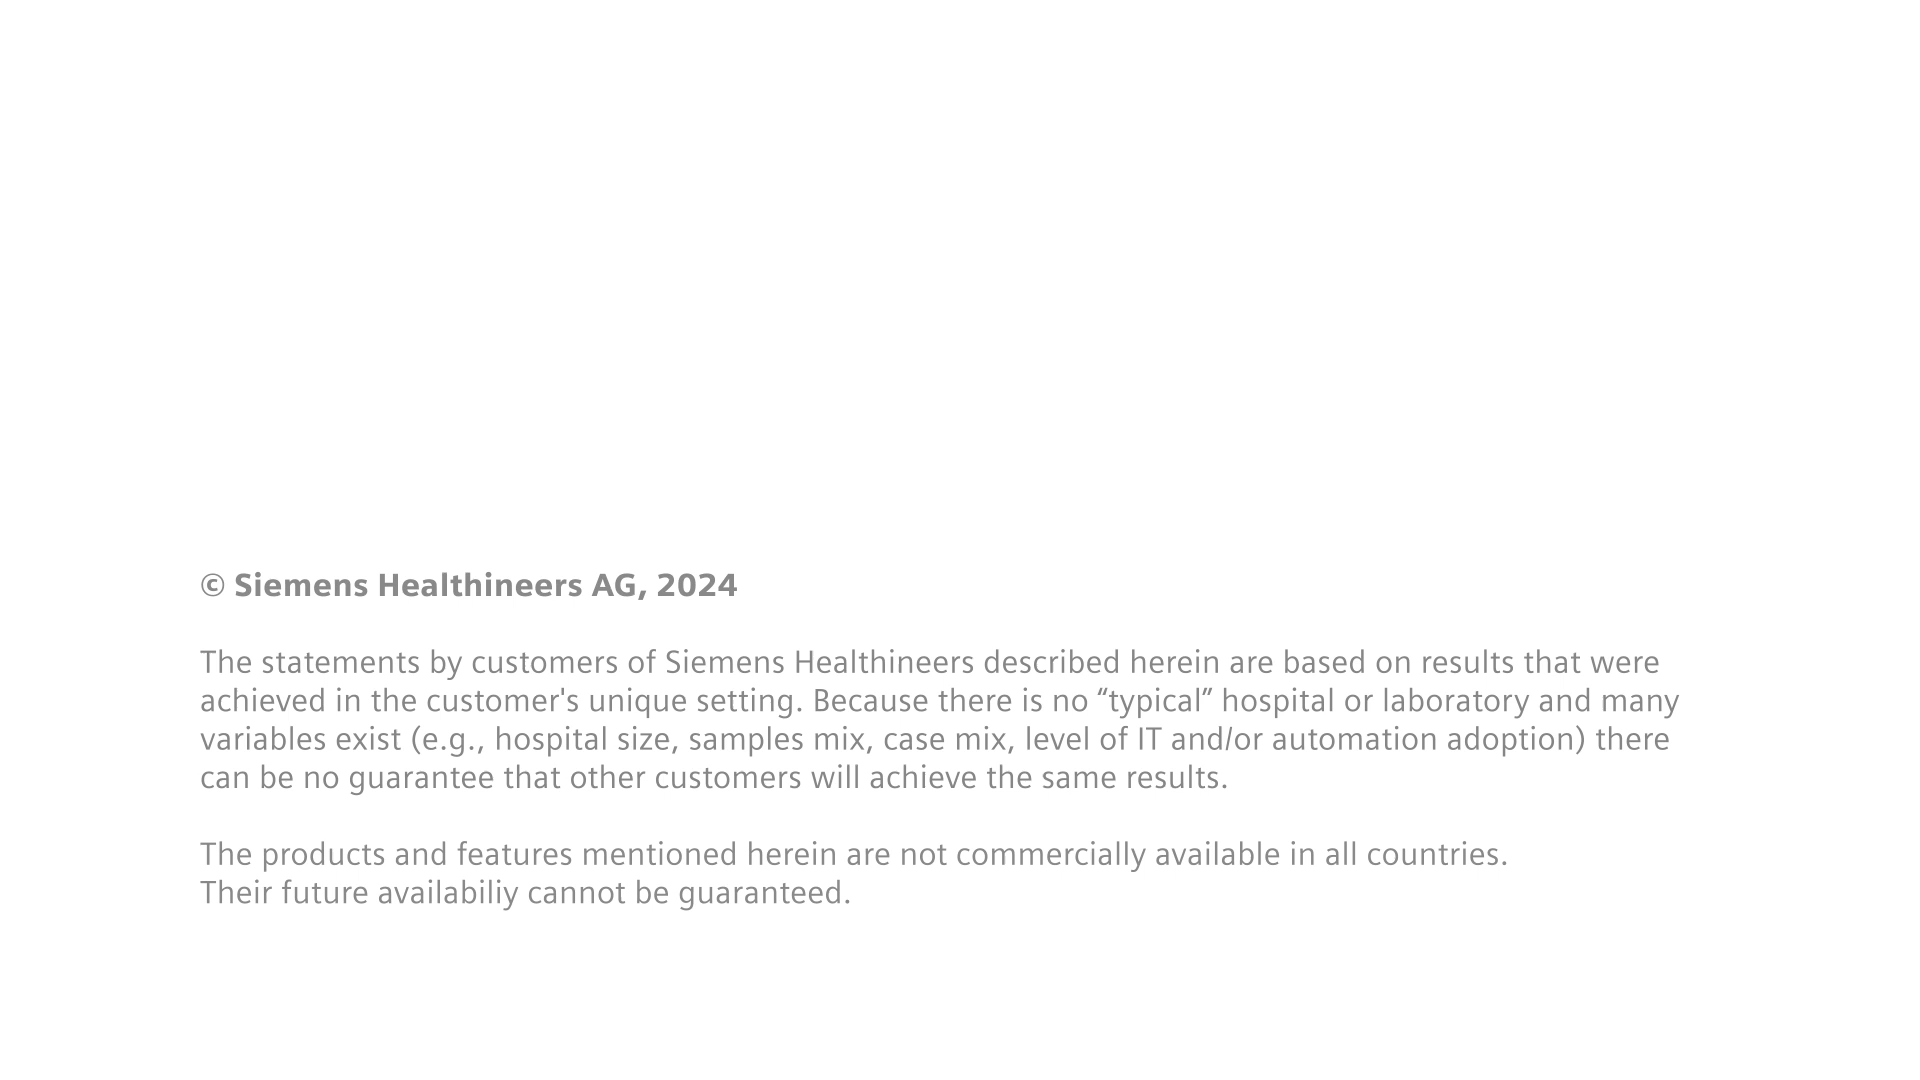 © Siemens Healthineers AG, 2024
The statements by customers of Siemens Healthineers described herein are based on results that were
achieved in the customer's unique setting. Because there is no “typical” hospital or laboratory and many
variables exist (e.g., hospital size, samples mix, case mix, level of IT and/or automation adoption) there
can be no guarantee that other customers will achieve the same results.
The products and features mentioned herein are not commercially available in all countries.
Their future availabiliy cannot be guaranteed.